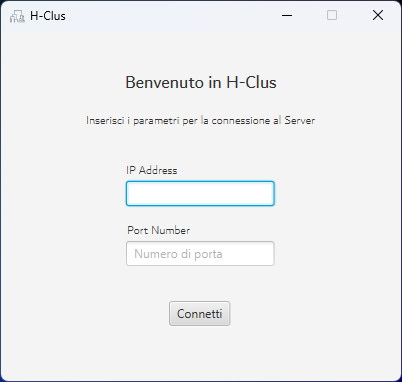 H-Clus
Benvenuto in H-Clus
Inserisci i parametri per la connessione al Server
IP Address
Port Number
Numero di porta
Connetti